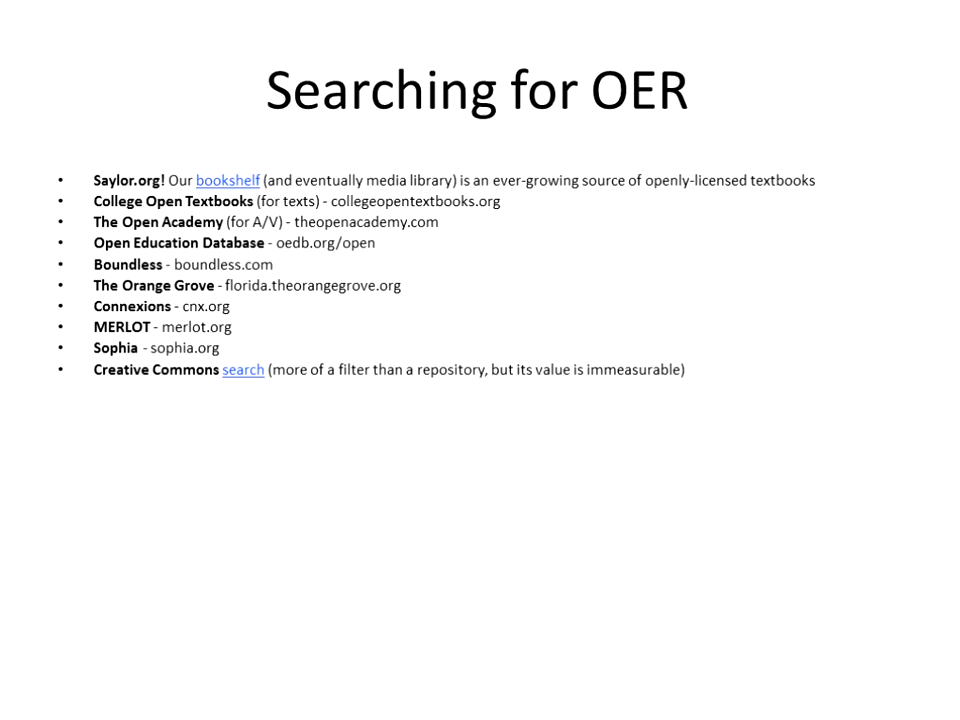 Searching for OER
• Saylor.org! Our bookshelf (and eventually media library) is an ever-growing source of openly-licensed textbooks
• College Open Textbooks (for texts) - collegeopentextbooks.org
• The Open Academy (for A/V) - theopenacademy.com
• Open Education Database - oedb.org/open
• Boundless - boundless.com
• The Orange Grove - florida.theorangegrove.org
• Connexions - cnx.org
• MERLOT - merlot.org
• Sophia - sophia.org
• Creative Commons search (more of a filter than a repository, but its value is immeasurable)